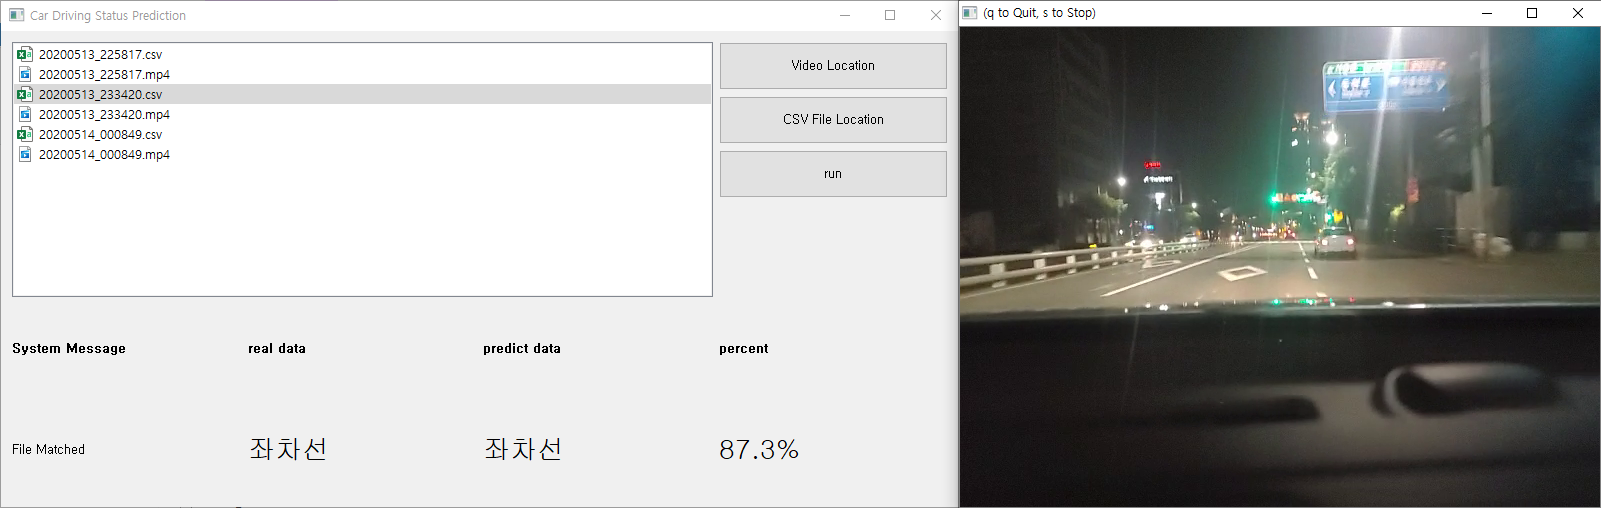 Car Driving Status Prediction
20200513_225817.csv
20200513_225817.mp4
20200513_233420.csv
20200513_233420.mp4
20200514_000849.csv
20200514_000849.mp4
Video Location
CSV File Location
run
System Message real data predict data percent
File Matched 좌차선 좌차선 87.3%
(q to Quit, s to Stop)